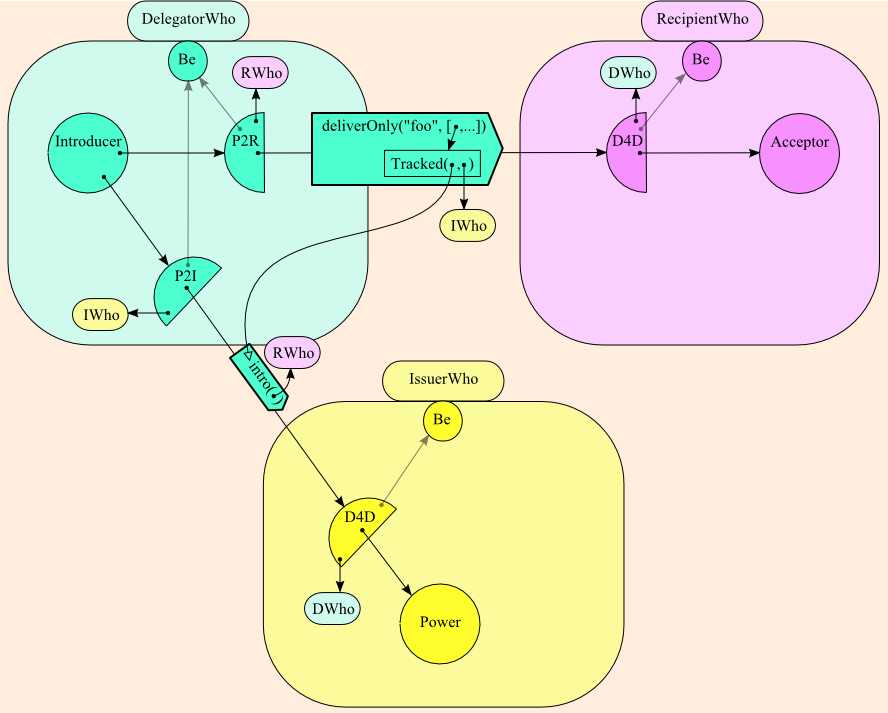 DelegatorWho
RecipientWho
Be
RWho
Introducer
P2R
deliverOnly("foo", [ ,...])
Tracked( , )
IWho
DWho
Be
D4D
Acceptor
P2I
IWho
RWho
intro( )
IssuerWho
Be
D4D
DWho
Power